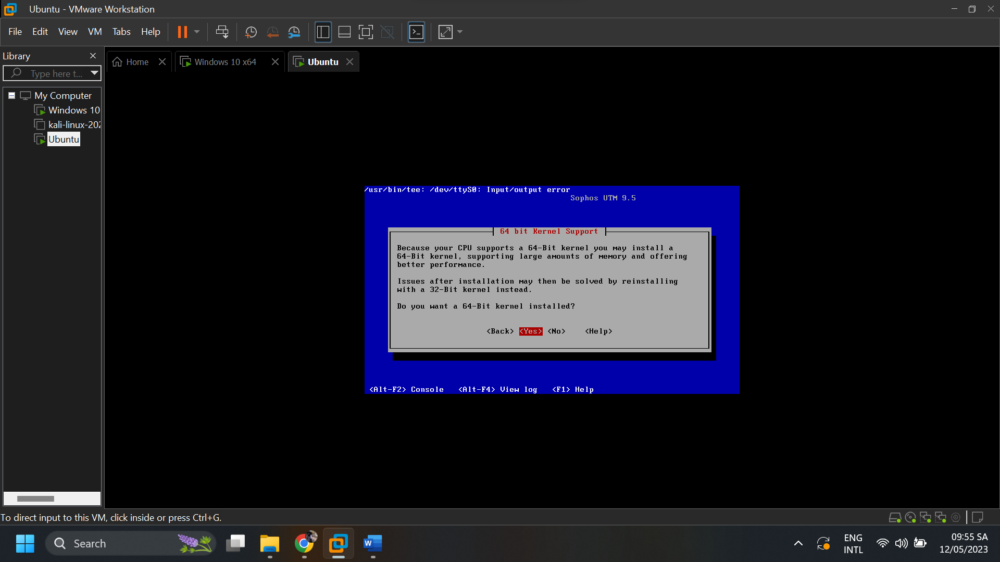 Ubuntu - VMware Workstation
File Edit View VM Tabs Help
Library
Type here t...
My Computer
Windows 10
kali-linux-202
Ubuntu
Home
Windows 10 x64
Ubuntu
/usr/bin/tee: /dev/ttyS0: Input/output error
Sophos UTM 9.5
64 bit Kernel Support
Because your CPU supports a 64-Bit kernel you may install a
64-Bit kernel, supporting large amounts of memory and offering
better performance.
Issues after installation may then be solved by reinstalling
with a 32-Bit kernel instead.
Do you want a 64-Bit kernel installed?
<Back> <Yes> <No> <Help>
<Alt-F2> Console <Alt-F4> View log <F1> Help
To direct input to this VM, click inside or press Ctrl+G.
Search
W
ENG
INTL
09:55 SA
12/05/2023